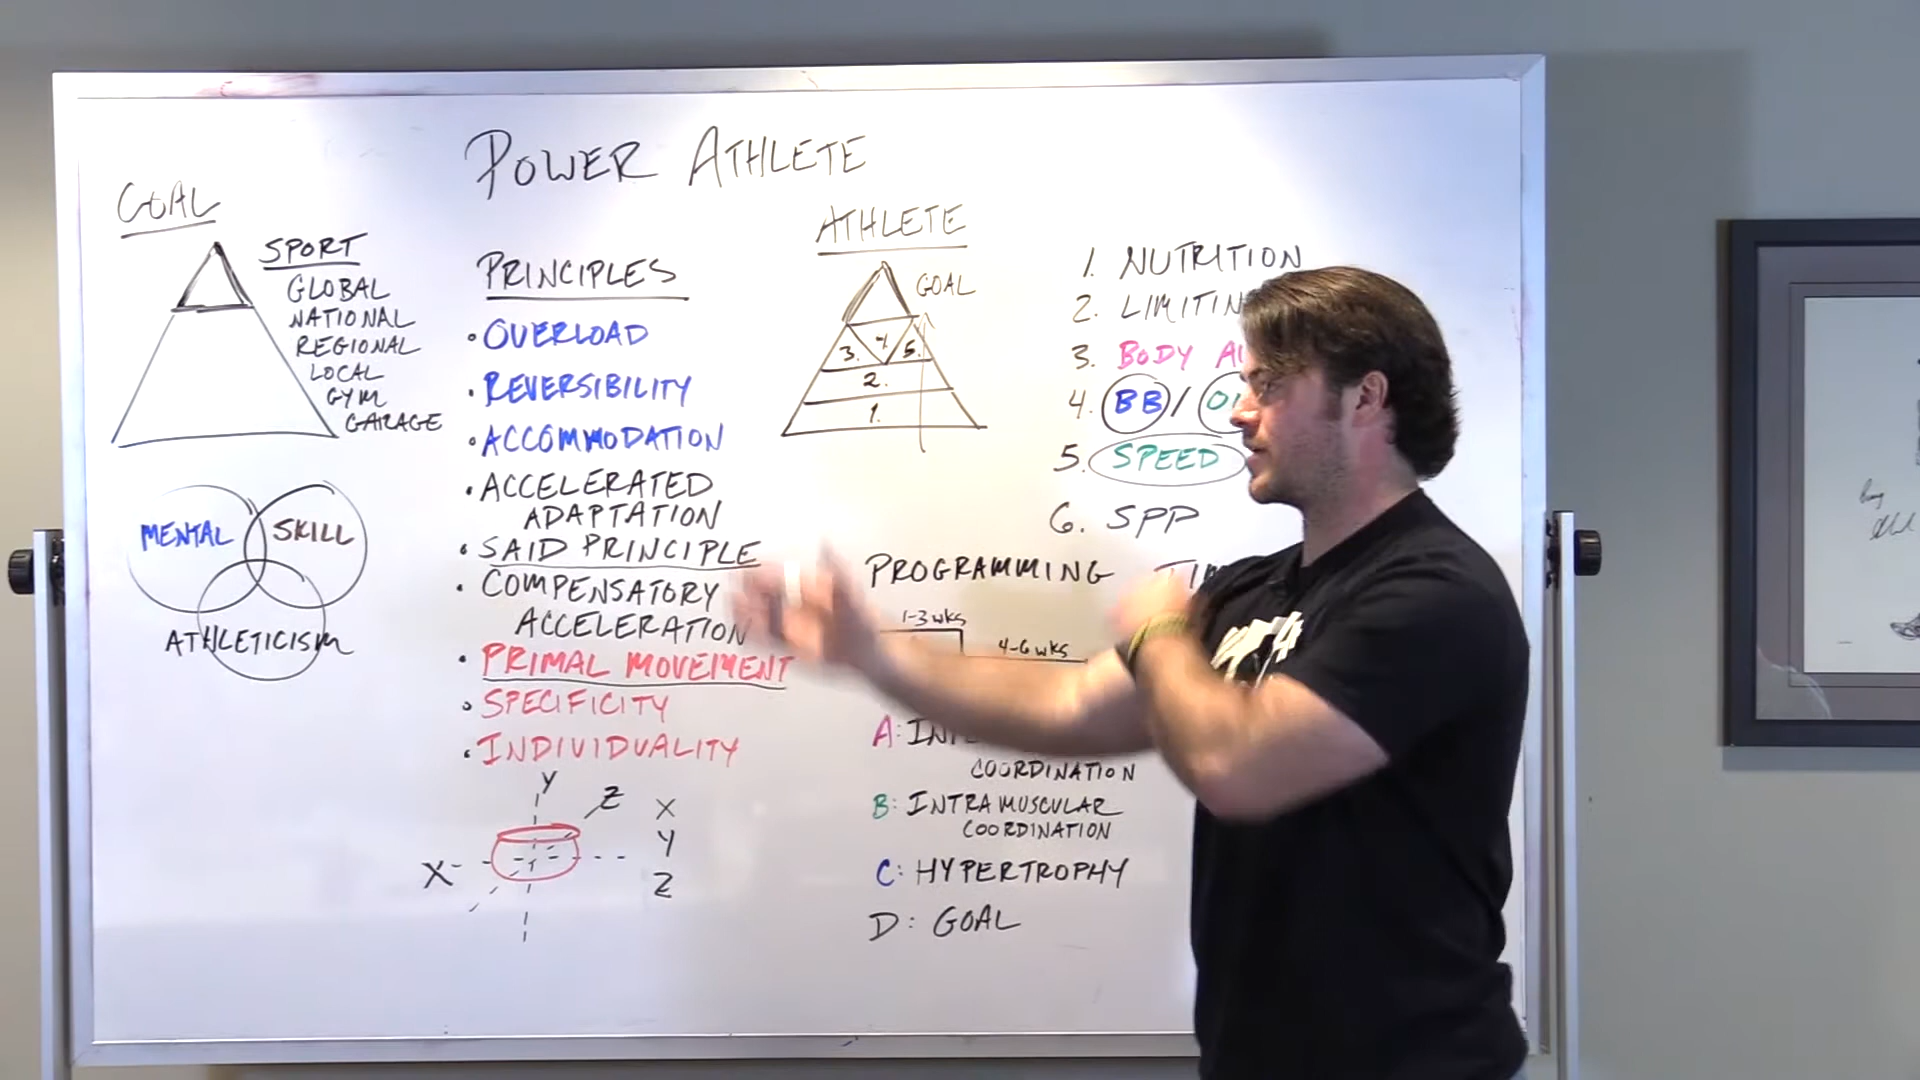 POWER ATHLETE
GOAL
SPORT
GLOBAL
NATIONAL
REGIONAL
LOCAL
GYM
GARAGE
MENTAL
SKILL
ATHLETICISM
PRINCIPLES
• OVERLOAD
• REVERSIBILITY
• ACCOMMODATION
• ACCELERATED
ADAPTATION
• SAID PRINCIPLE
• COMPENSATORY
ACCELERATION
• PRIMAL MOVEMENT
• SPECIFICITY
• INDIVIDUALITY
Y
Z
X
X
Y
Z
ATHLETE
GOAL
3. 4. 5.
2.
1.
1. NUTRITION
2.
3. BODY
4. BB /
5. SPEED
6. SPP
PROGRAMMING
1-3 wks
4-6 wks
A:
COORDINATION
B: INTRAMUSCULAR
COORDINATION
C: HYPERTROPHY
D: GOAL